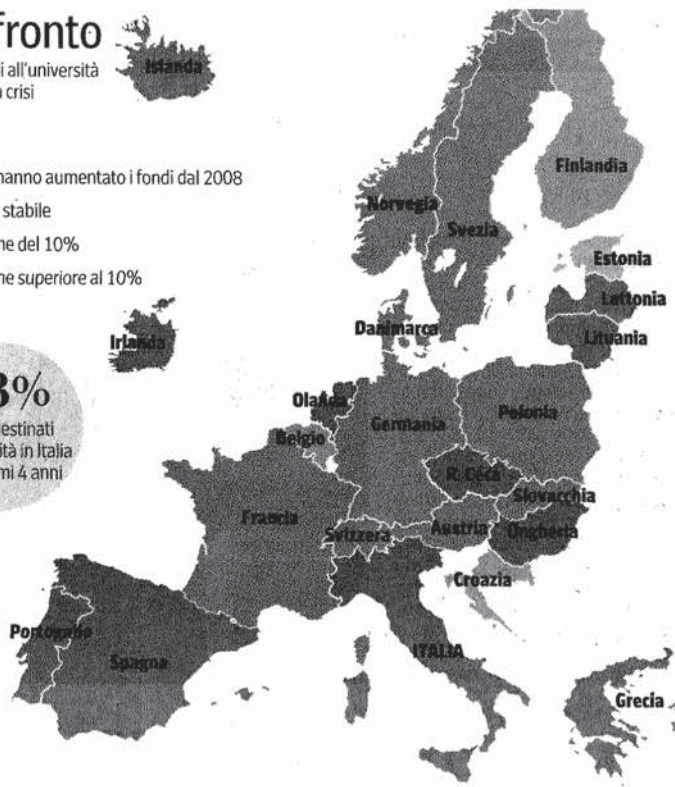 fronto
i all'università
a crisi
Islanda
hanno aumentato i fondi dal 2008
stabile
ne del 10%
ne superiore al 10%
Finlandia
Norvegia
Svezia
Estonia
Lettonia
Danimarca
Lituania
Irlanda
3%
estinati
ità in Italia
mi 4 anni
Olanda
Germania
Polonia
Belgio
R. Ceca
Slovacchia
Francia
Svizzera
Austria
Ungheria
Croazia
Portogallo
Spagna
ITALIA
Grecia